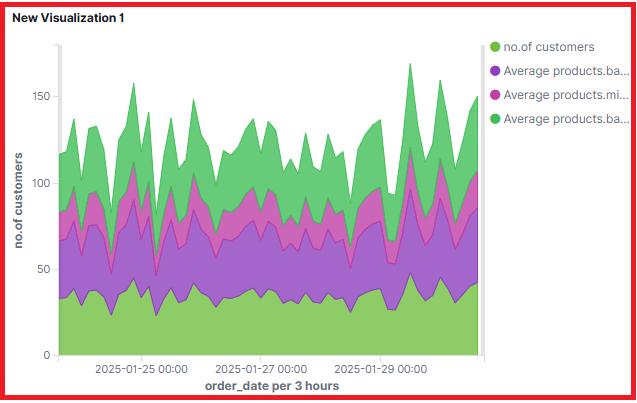 New Visualization 1
no.of customers
Average products.ba...
Average products.mi...
Average products.ba...
150
100
50
0
no.of customers
2025-01-25 00:00
2025-01-27 00:00
2025-01-29 00:00
order_date per 3 hours